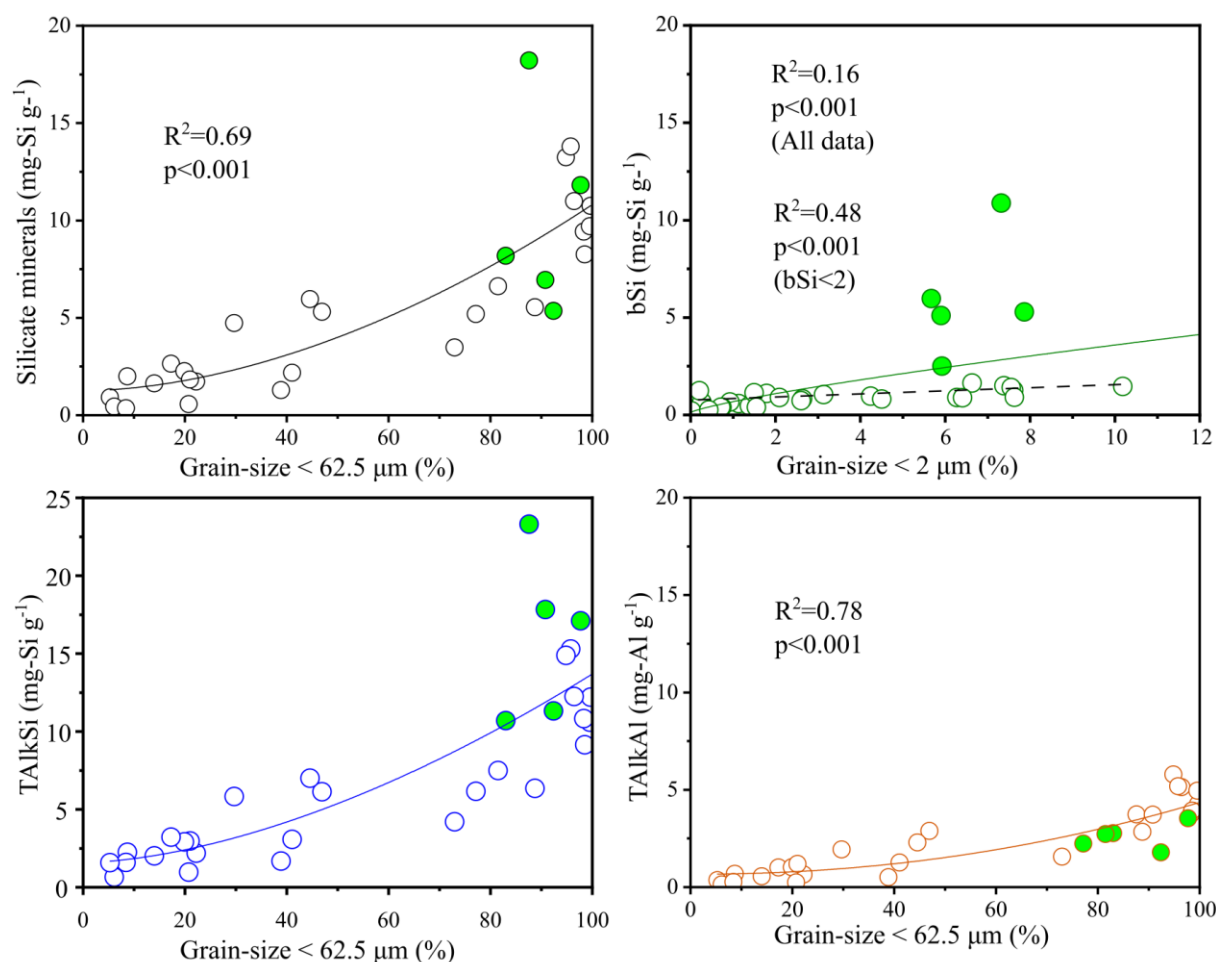 20
15
10
5
0
Silicate minerals (mg-Si g-¹)
R²=0.69
p<0.001
0 20 40 60 80 100
Grain-size < 62.5 μm (%)
20
15
10
5
0
bSi (mg-Si g-¹)
R²=0.16
p<0.001
(All data)
R²=0.48
p<0.001
(bSi<2)
0 2 4 6 8 10 12
Grain-size < 2 μm (%)
25
20
15
10
5
0
TAlkSi (mg-Si g-¹)
0 20 40 60 80 100
Grain-size < 62.5 μm (%)
20
15
10
5
0
TAlkAl (mg-Al g-¹)
R²=0.78
p<0.001
0 20 40 60 80 100
Grain-size < 62.5 μm (%)